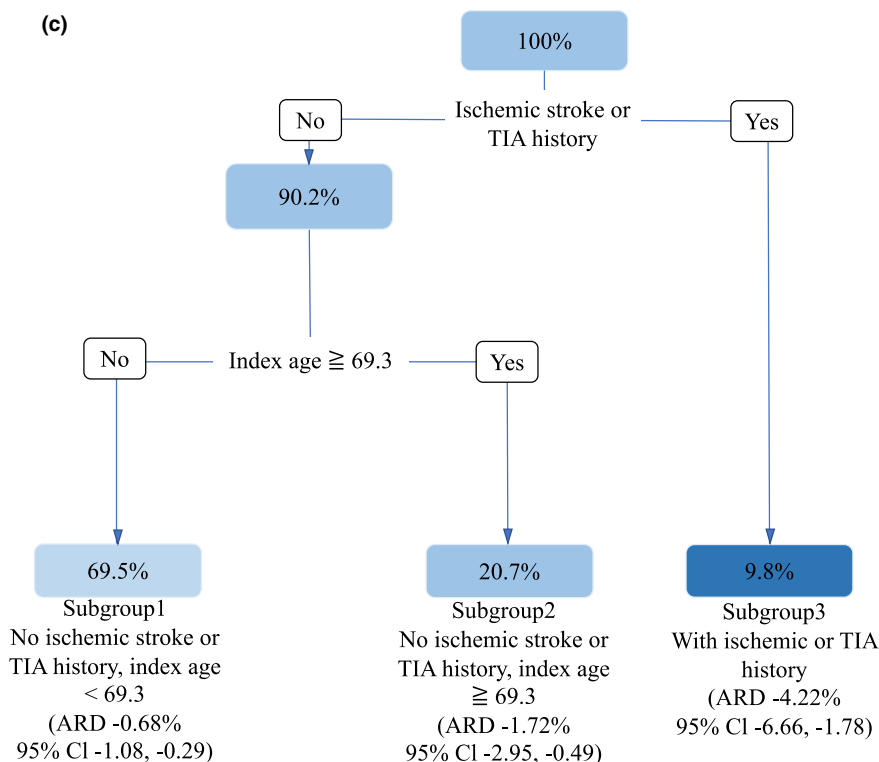 (c)
100%
Ischemic stroke or
TIA history
No
Yes
90.2%
Index age ≧ 69.3
No
Yes
69.5%
Subgroup1
No ischemic stroke or
TIA history, index age
< 69.3
(ARD -0.68%
95% Cl -1.08, -0.29)
20.7%
Subgroup2
No ischemic stroke or
TIA history, index age
≧ 69.3
(ARD -1.72%
95% Cl -2.95, -0.49)
9.8%
Subgroup3
With ischemic or TIA
history
(ARD -4.22%
95% Cl -6.66, -1.78)